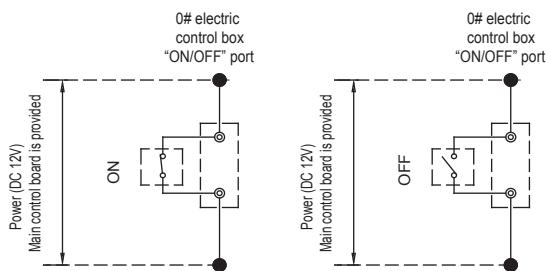 0# electric
control box
“ON/OFF” port
Power (DC 12V)
Main control board is provided
ON
0# electric
control box
“ON/OFF” port
Power (DC 12V)
Main control board is provided
OFF